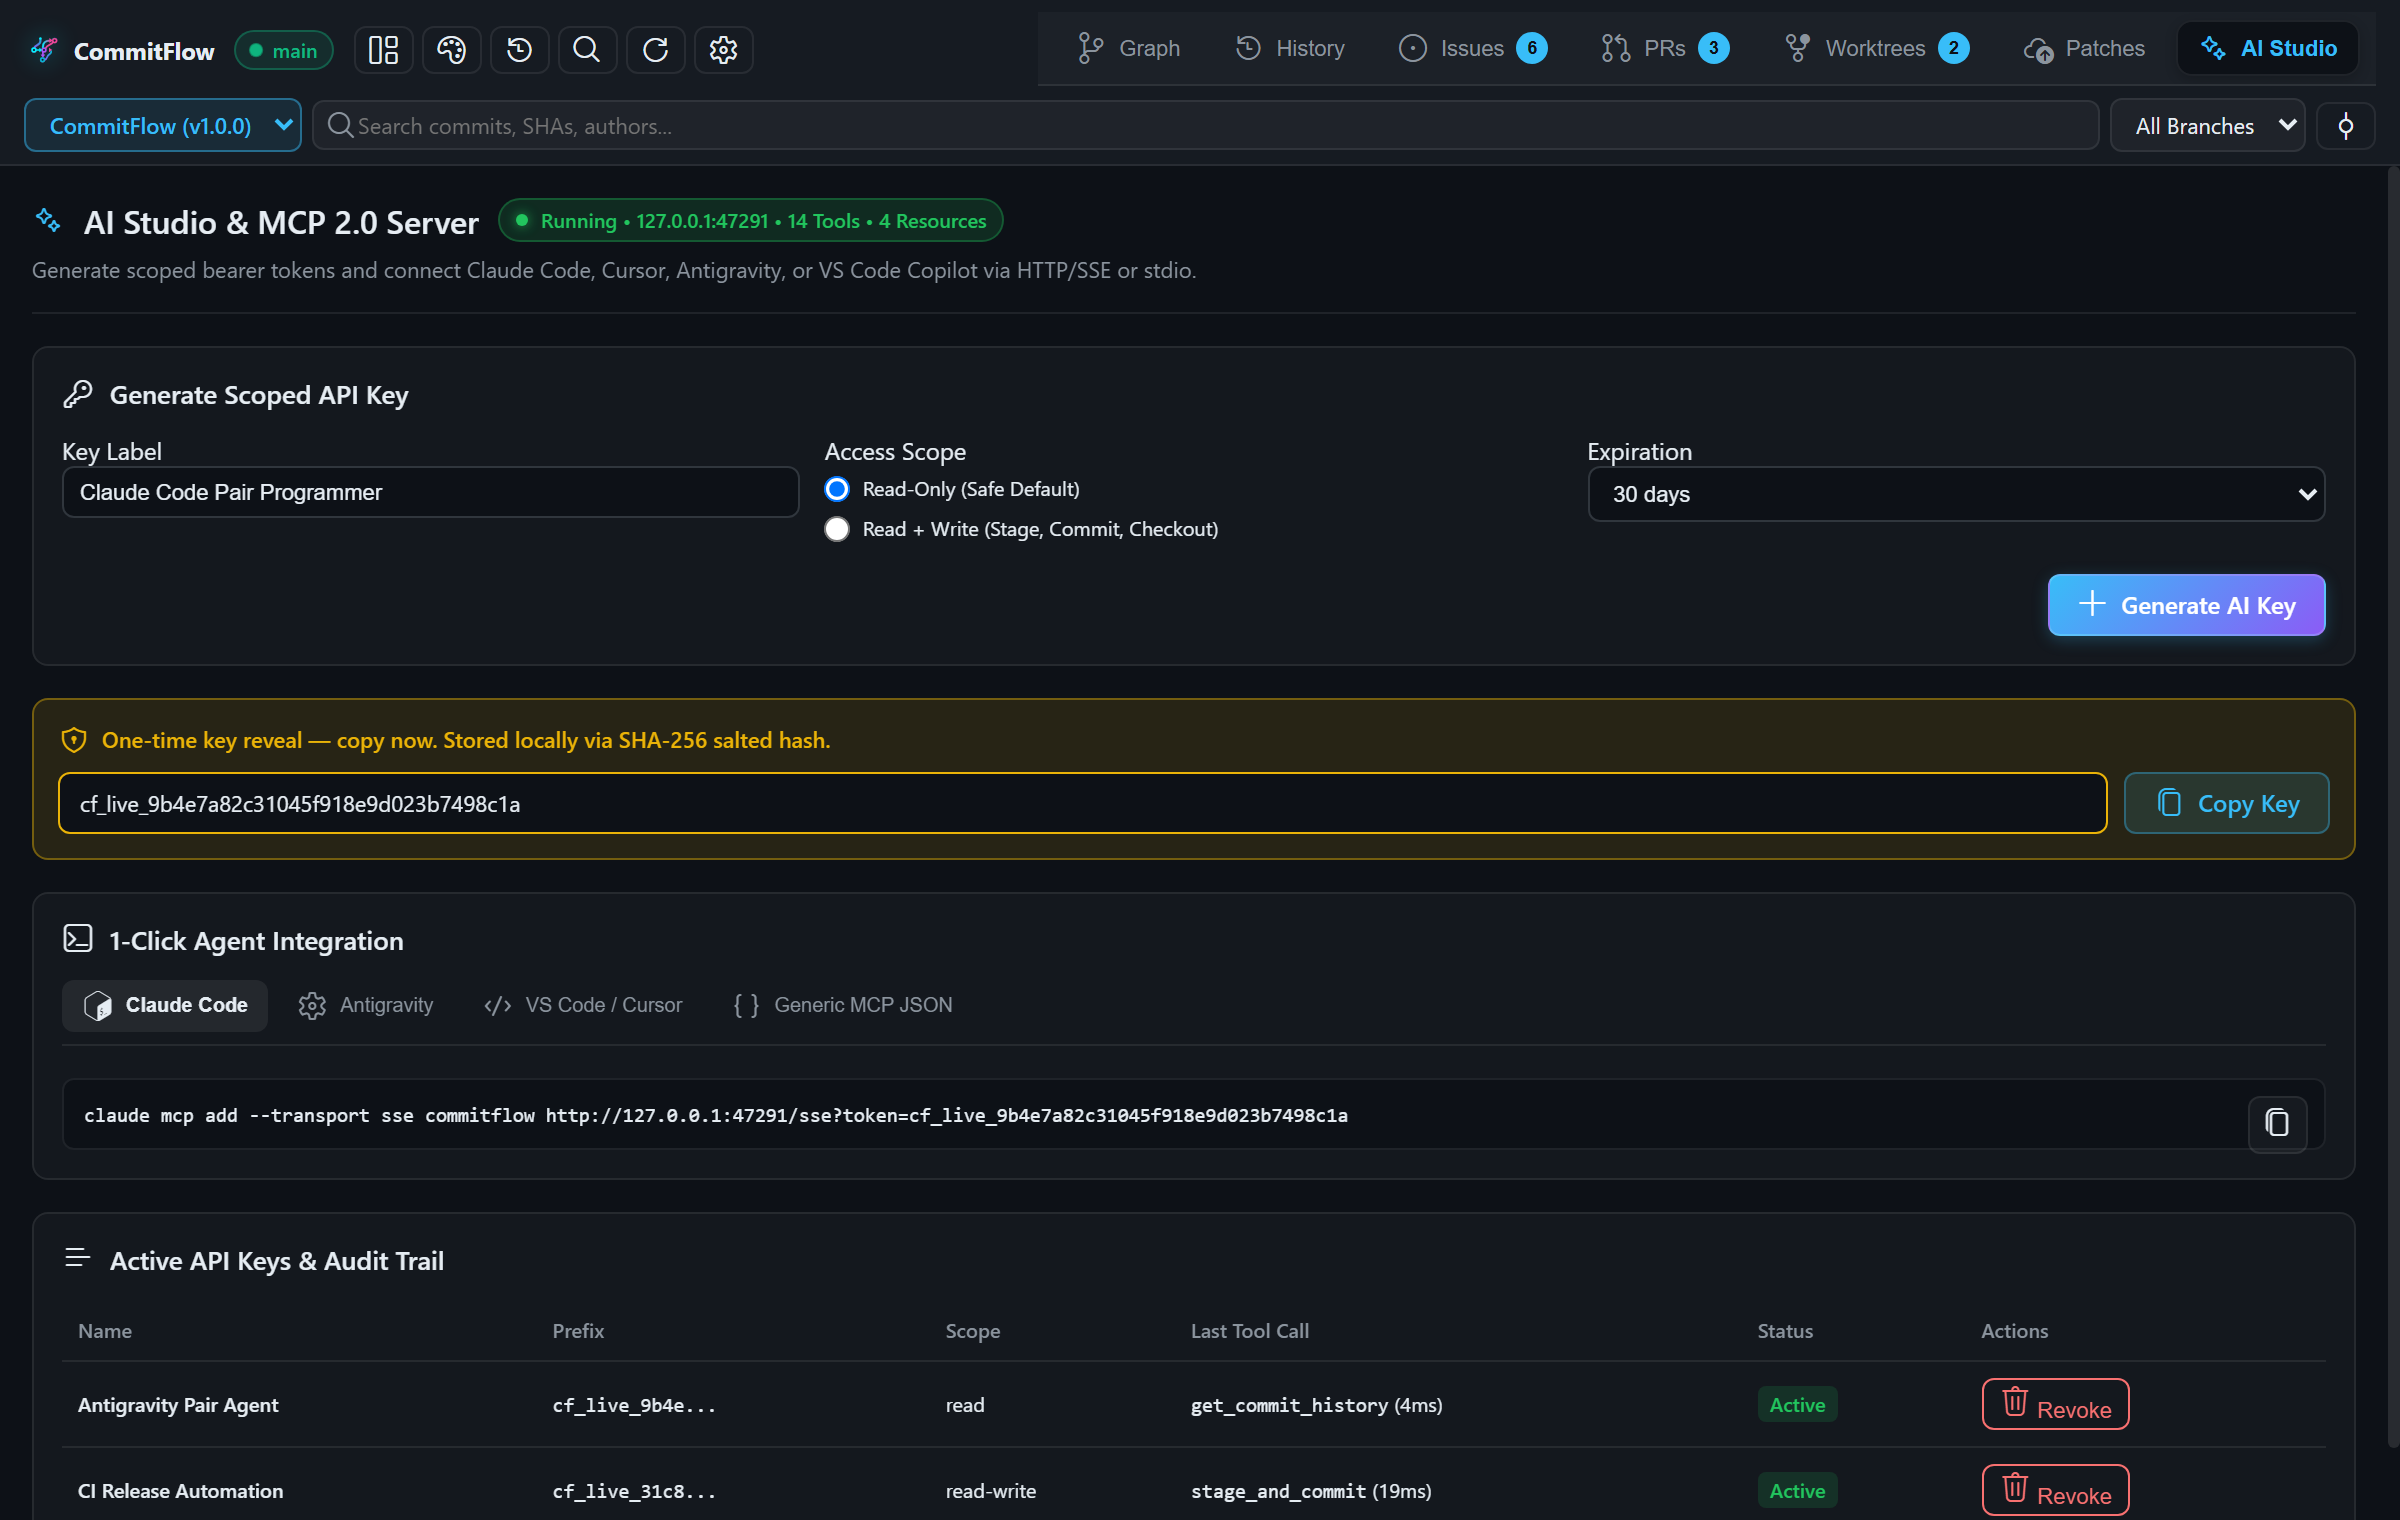 CommitFlow main Graph History Issues 6 PRs 3 Worktrees 2 Patches AI Studio
CommitFlow (v1.0.0) Search commits, SHAs, authors... All Branches
AI Studio & MCP 2.0 Server Running • 127.0.0.1:47291 • 14 Tools • 4 Resources
Generate scoped bearer tokens and connect Claude Code, Cursor, Antigravity, or VS Code Copilot via HTTP/SSE or stdio.
Generate Scoped API Key
Key Label Access Scope Expiration
Claude Code Pair Programmer Read-Only (Safe Default) 30 days
Read + Write (Stage, Commit, Checkout)
Generate AI Key
One-time key reveal — copy now. Stored locally via SHA-256 salted hash.
cf_live_9b4e7a82c31045f918e9d023b7498c1a Copy Key
1-Click Agent Integration
Claude Code Antigravity VS Code / Cursor Generic MCP JSON
claude mcp add --transport sse commitflow http://127.0.0.1:47291/sse?token=cf_live_9b4e7a82c31045f918e9d023b7498c1a
Active API Keys & Audit Trail
Name Prefix Scope Last Tool Call Status Actions
Antigravity Pair Agent cf_live_9b4e... read get_commit_history (4ms) Active Revoke
CI Release Automation cf_live_31c8... read-write stage_and_commit (19ms) Active Revoke